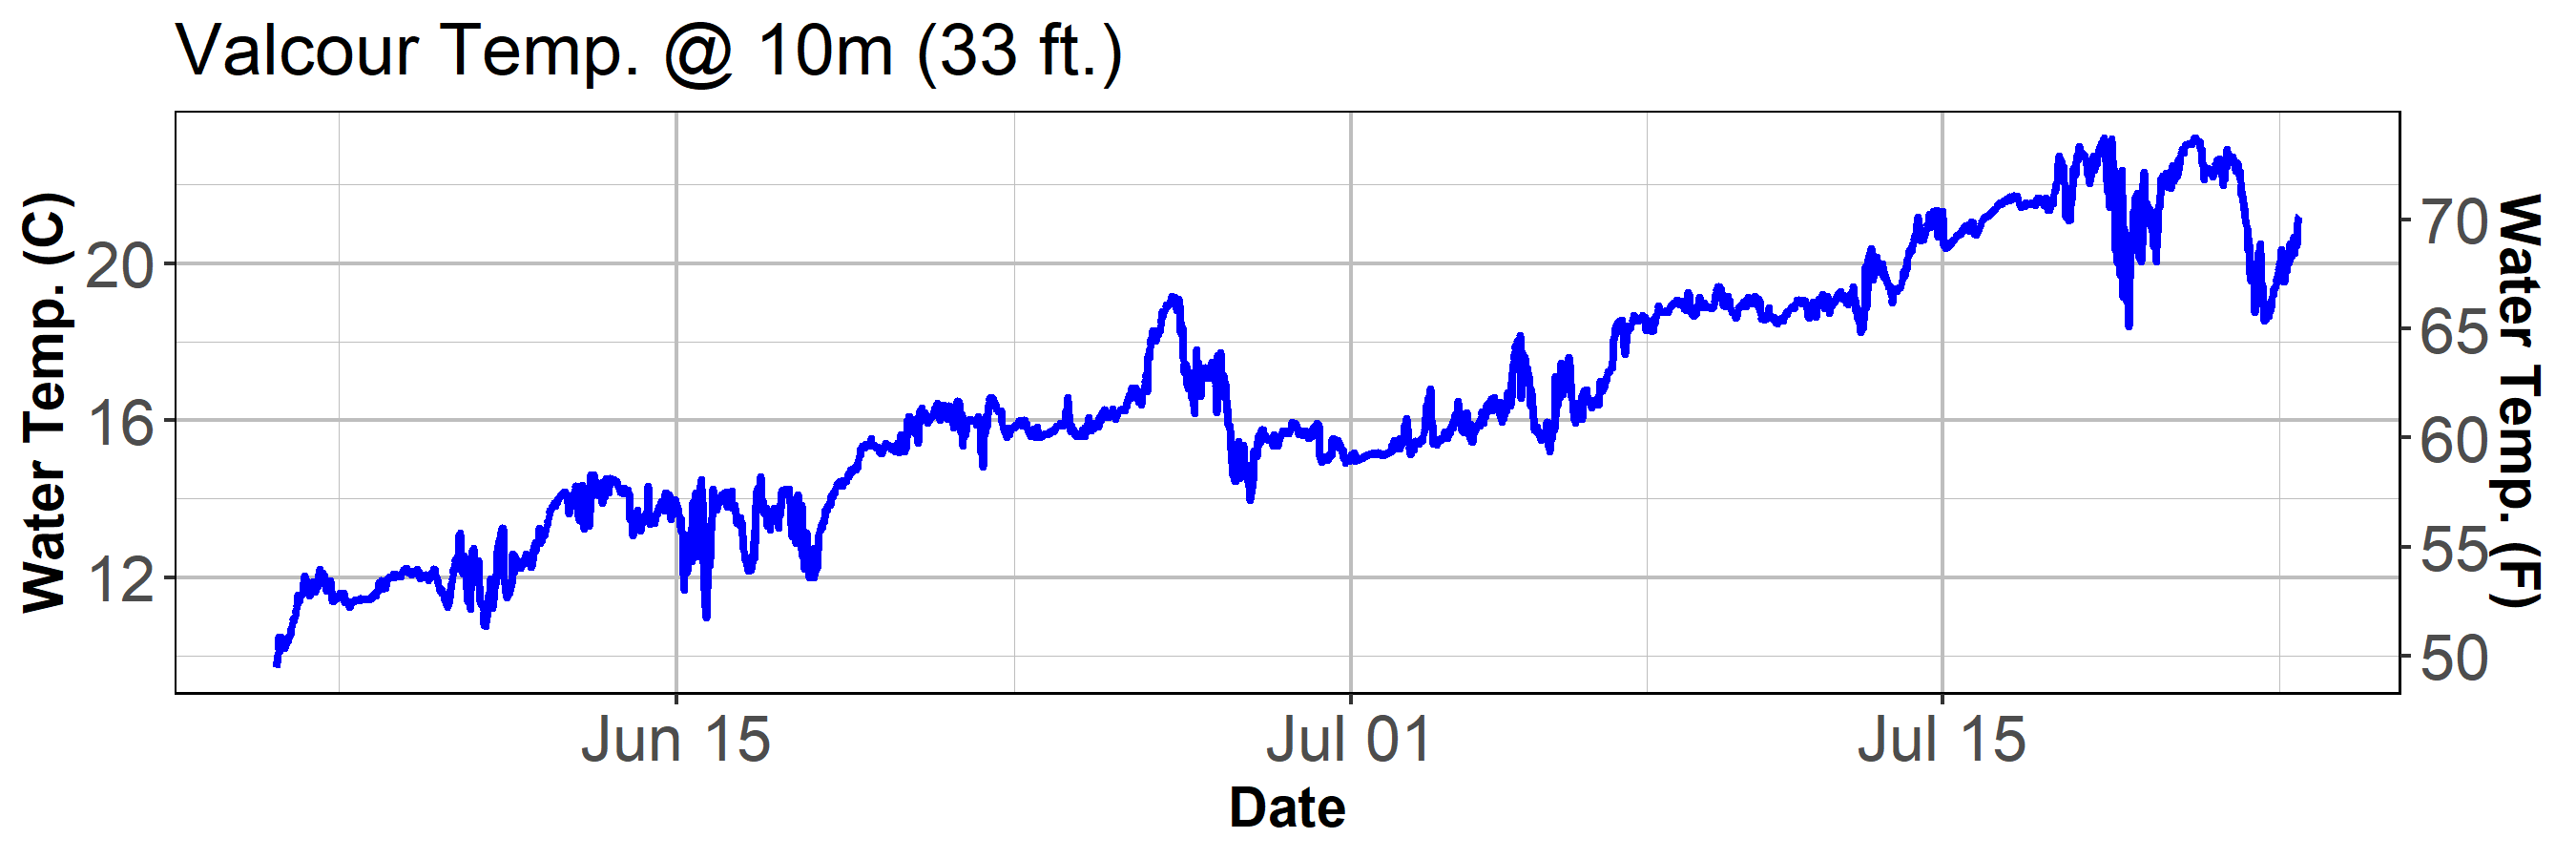 Valcour Temp. @ 10m (33 ft.)
Water Temp. (C)
20
16
12
70
65
60
55
50
Water Temp. (F)
Jun 15
Jul 01
Jul 15
Date